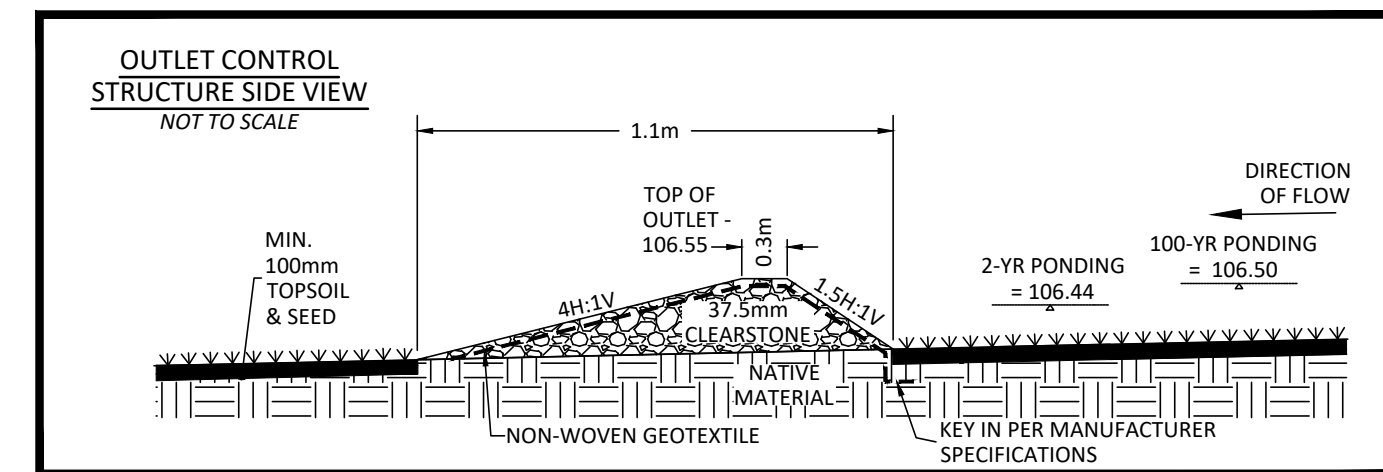 OUTLET CONTROL
STRUCTURE SIDE VIEW
NOT TO SCALE
1.1m
DIRECTION
OF FLOW
TOP OF
OUTLET -
106.55
0.3m
MIN.
100mm
TOPSOIL
& SEED
2-YR PONDING
= 106.44
100-YR PONDING
= 106.50
4H:1V
1.5H:1V
37.5mm
CLEARSTONE
NATIVE
MATERIAL
NON-WOVEN GEOTEXTILE
KEY IN PER MANUFACTURER
SPECIFICATIONS